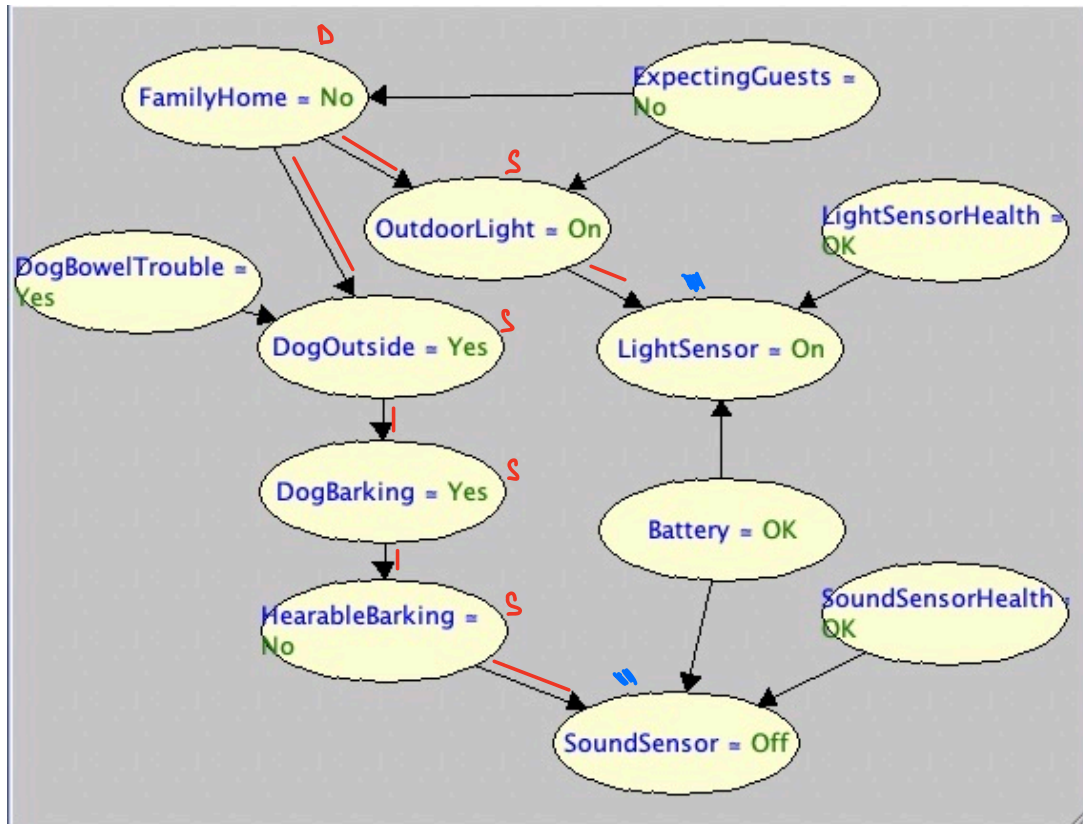 D
FamilyHome = No
ExpectingGuests =
No
S
OutdoorLight = On
LightSensorHealth =
OK
DogBowelTrouble =
Yes
S
DogOutside = Yes
LightSensor = On
S
DogBarking = Yes
Battery = OK
S
HearableBarking =
No
SoundSensorHealth =
OK
SoundSensor = Off